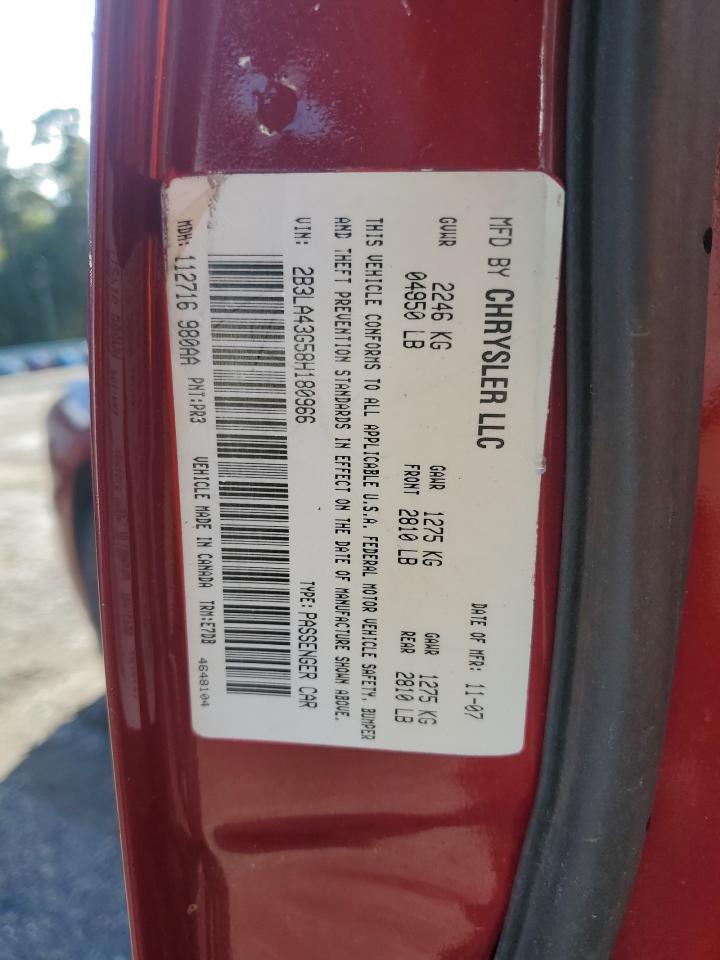 MFD BY CHRYSLER LLC DATE OF MFR: 11-07
GVWR 2246 KG GAWR 1275 KG GAWR 1275 KG
04950 LB FRONT 2810 LB REAR 2810 LB
THIS VEHICLE CONFORMS TO ALL APPLICABLE U.S.A. FEDERAL MOTOR VEHICLE SAFETY, BUMPER
AND THEFT PREVENTION STANDARDS IN EFFECT ON THE DATE OF MANUFACTURE SHOWN ABOVE.
VIN: 2B3LA43G58H180966 TYPE: PASSENGER CAR
MDH: 112716 980AA PNT:PR3 VEHICLE MADE IN CANADA TRM:E7DB
4648104